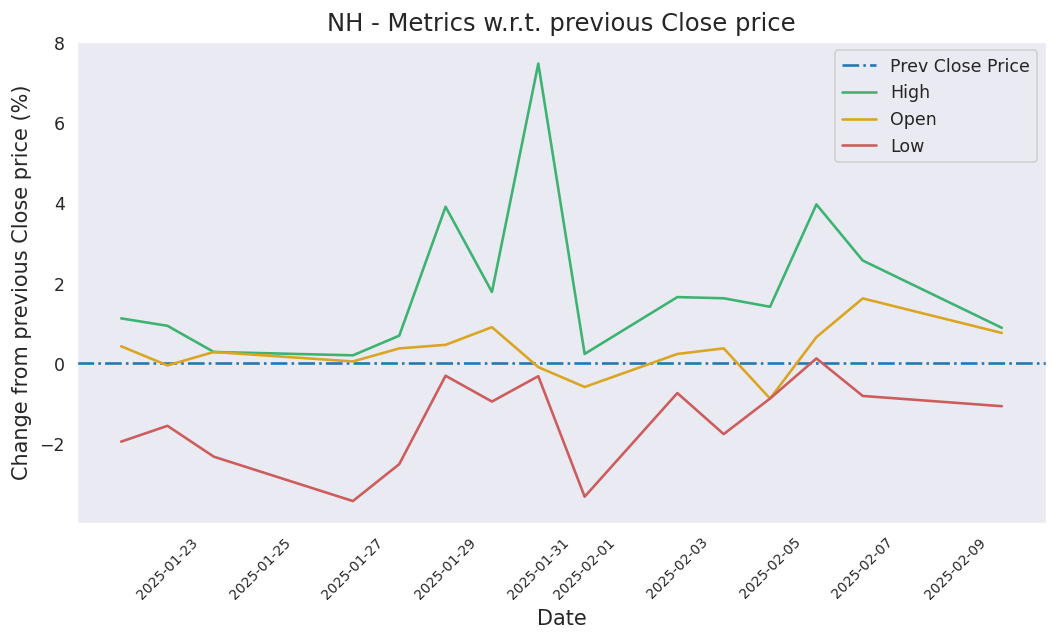 NH - Metrics w.r.t. previous Close price
Change from previous Close price (%)
8
6
4
2
0
−2
Prev Close Price
High
Open
Low
2025-01-23
2025-01-25
2025-01-27
2025-01-29
2025-01-31
2025-02-01
2025-02-03
2025-02-05
2025-02-07
2025-02-09
Date